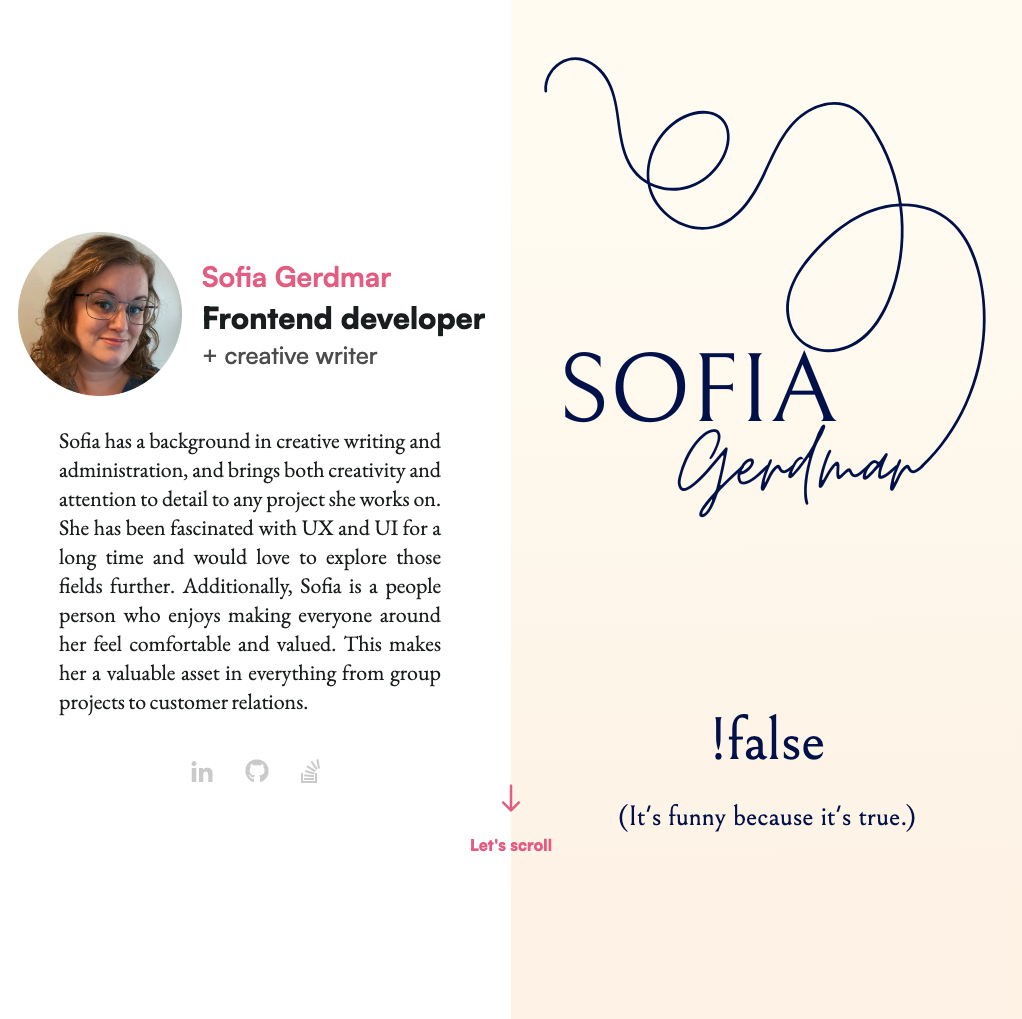 Sofia Gerdmar
Frontend developer
+ creative writer
Sofia has a background in creative writing and
administration, and brings both creativity and
attention to detail to any project she works on.
She has been fascinated with UX and UI for a
long time and would love to explore those
fields further. Additionally, Sofia is a people
person who enjoys making everyone around
her feel comfortable and valued. This makes
her a valuable asset in everything from group
projects to customer relations.
in
Let's scroll
SOFIA
Gerdmar
!false
(It's funny because it's true.)